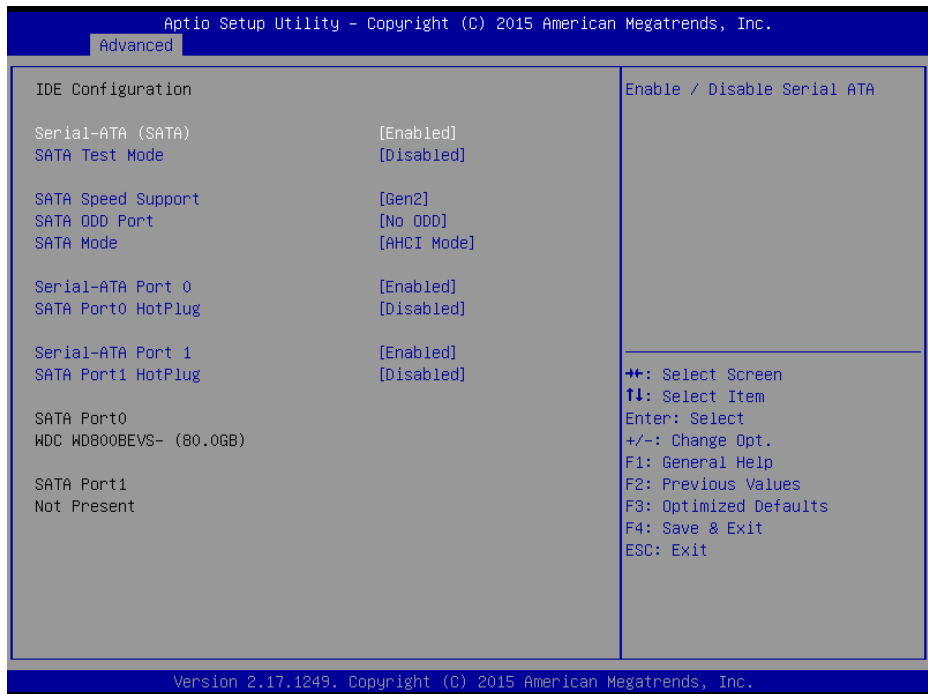 Aptio Setup Utility – Copyright (C) 2015 American Megatrends, Inc.
Advanced
IDE Configuration
Serial-ATA (SATA) [Enabled]
SATA Test Mode [Disabled]
SATA Speed Support [Gen2]
SATA ODD Port [No ODD]
SATA Mode [AHCI Mode]
Serial-ATA Port 0 [Enabled]
SATA Port0 HotPlug [Disabled]
Serial-ATA Port 1 [Enabled]
SATA Port1 HotPlug [Disabled]
SATA Port0
WDC WD800BEVS- (80.0GB)
SATA Port1
Not Present
Enable / Disable Serial ATA
→←: Select Screen
↑↓: Select Item
Enter: Select
+/-: Change Opt.
F1: General Help
F2: Previous Values
F3: Optimized Defaults
F4: Save & Exit
ESC: Exit
Version 2.17.1249. Copyright (C) 2015 American Megatrends, Inc.